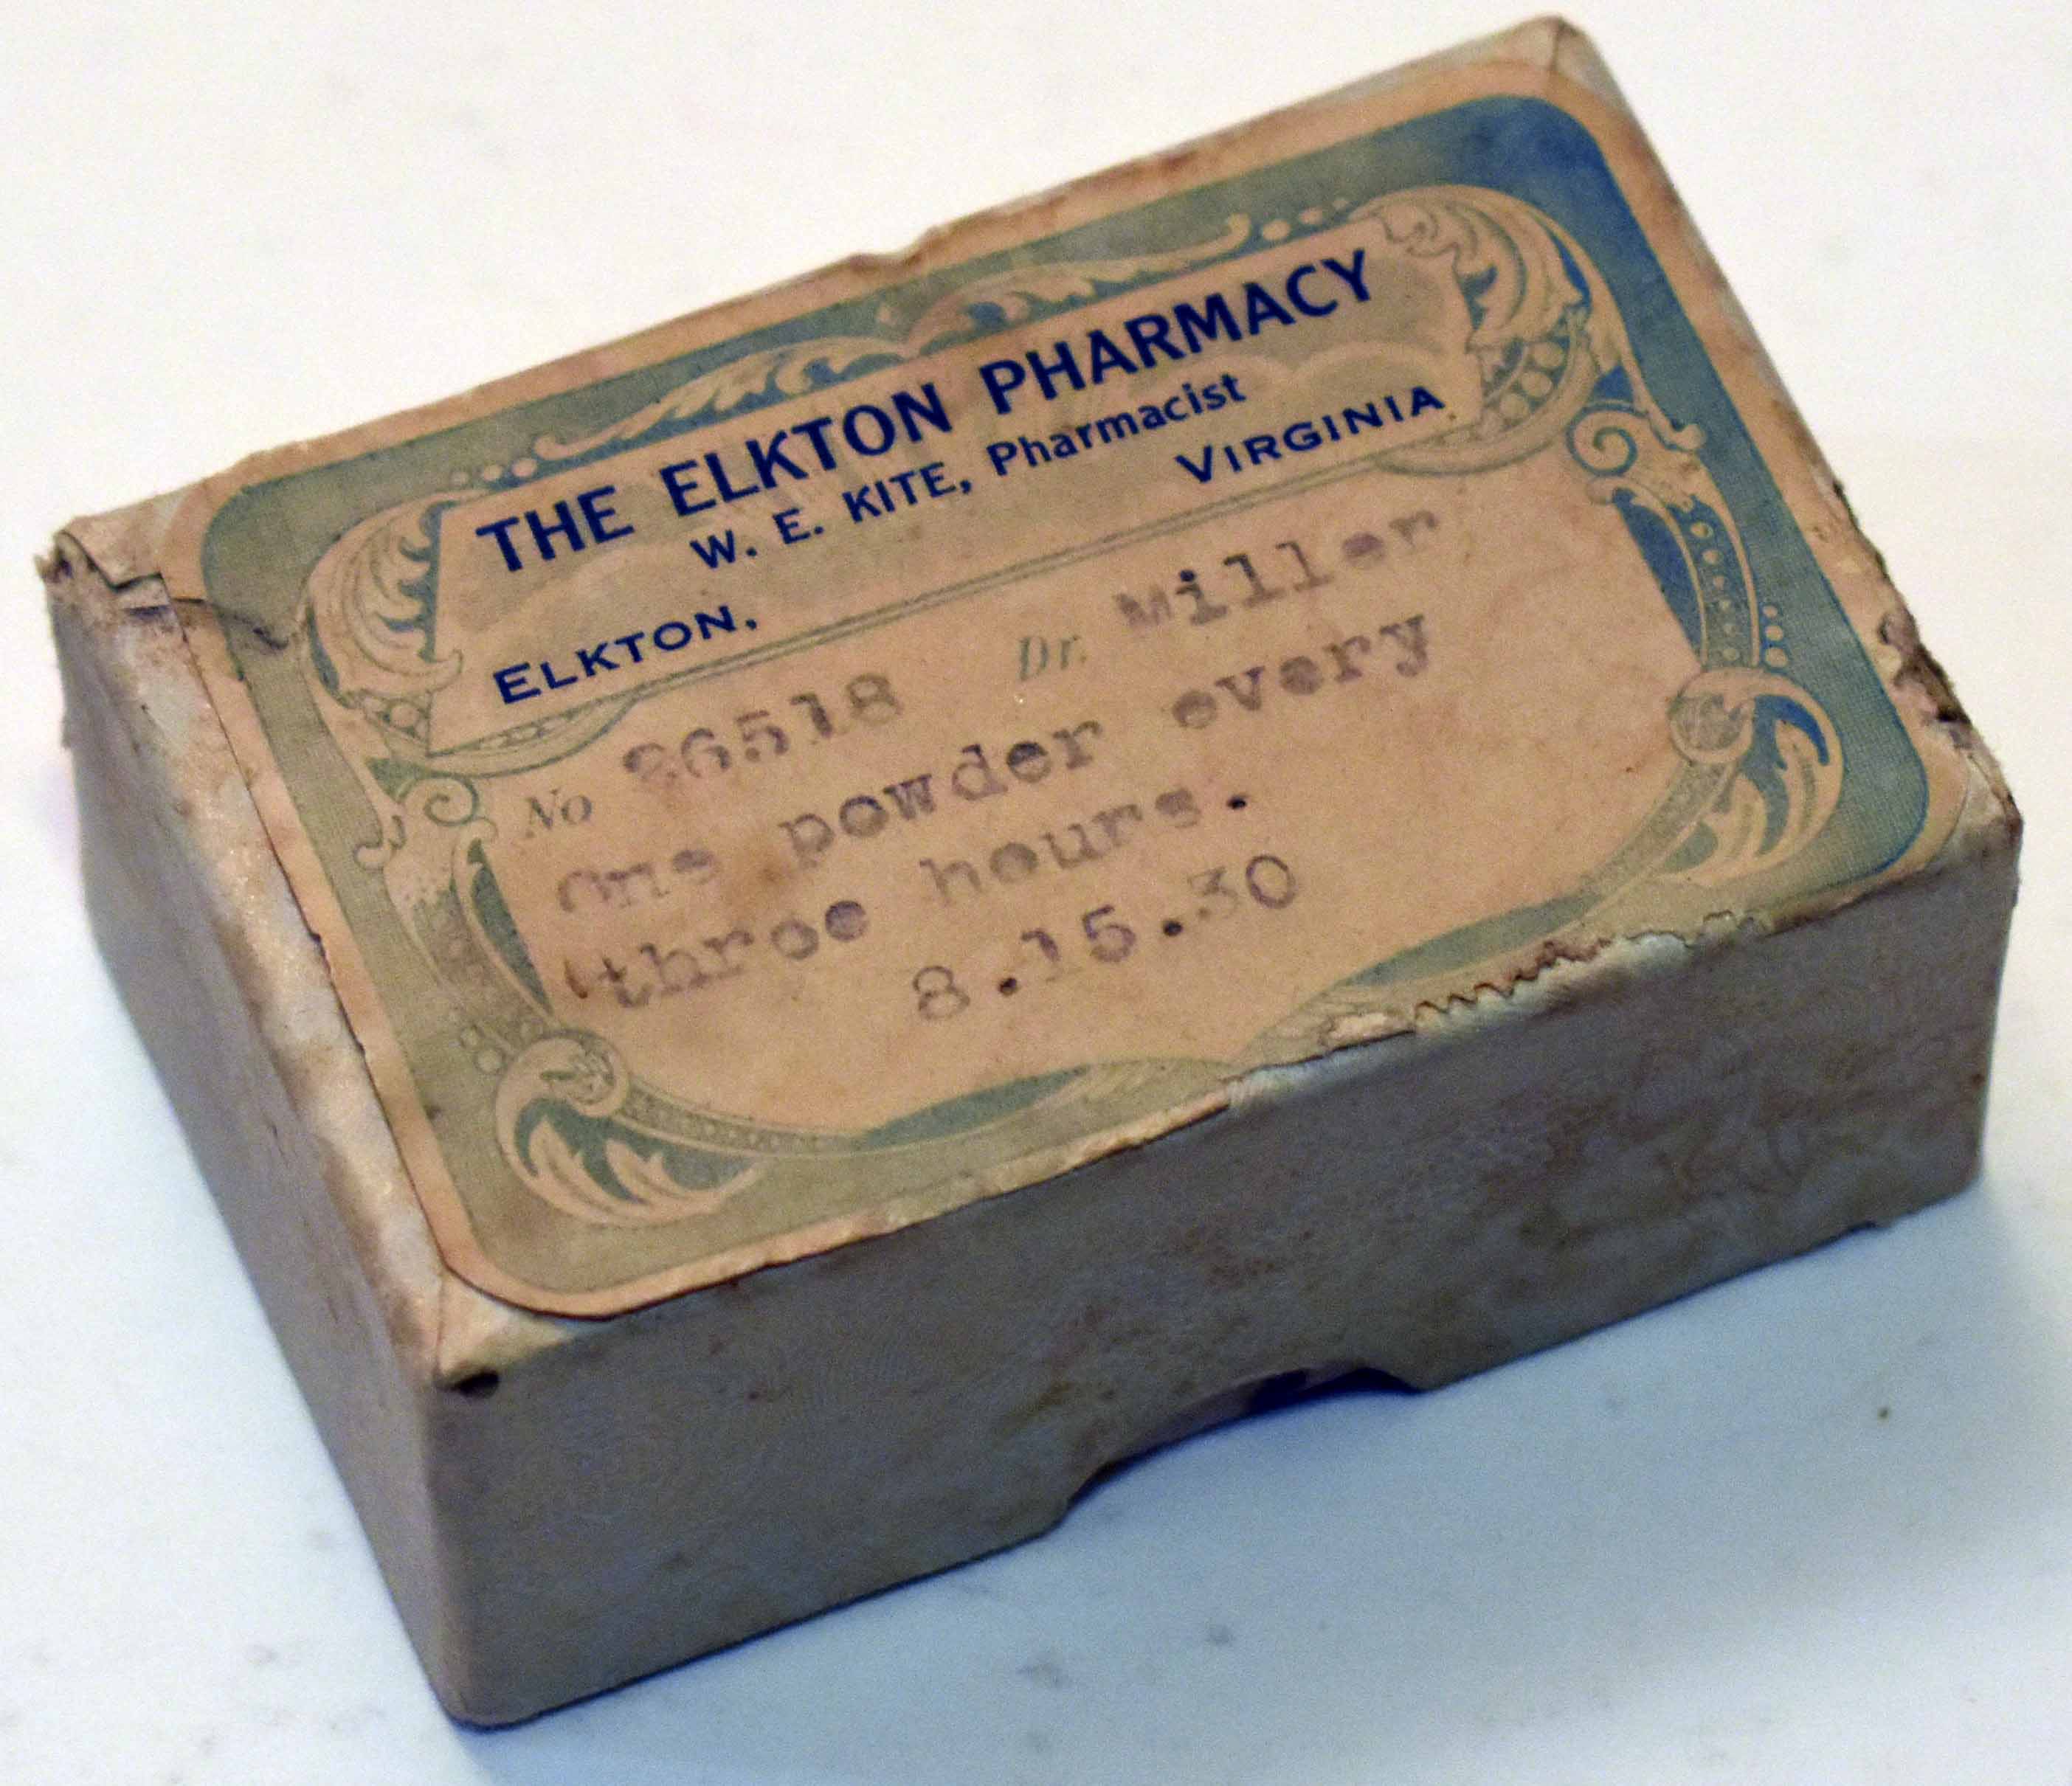 THE ELKTON PHARMACY
W. E. KITE, Pharmacist
ELKTON, VIRGINIA
No 26518 Dr. Miller
One powder every
three hours.
8.15.30